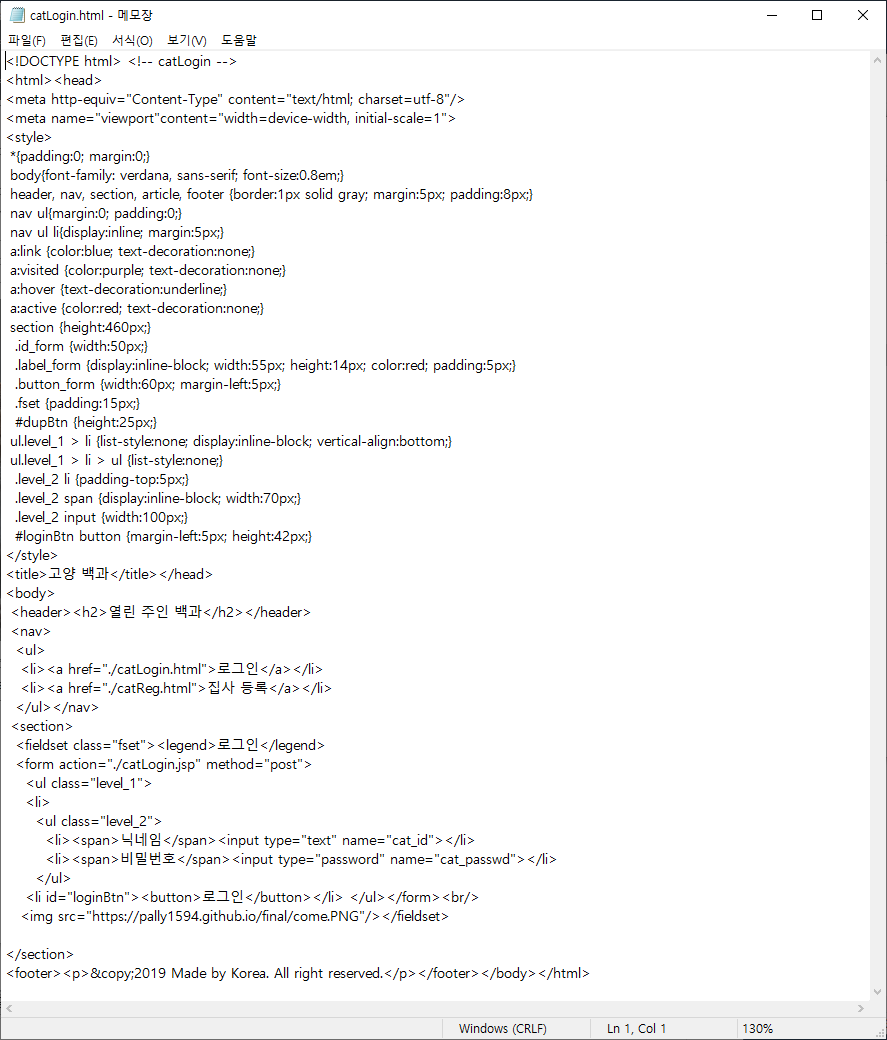 catLogin.html - 메모장
파일(F) 편집(E) 서식(O) 보기(V) 도움말
<!DOCTYPE html> <!-- catLogin -->
<html><head>
<meta http-equiv="Content-Type" content="text/html; charset=utf-8"/>
<meta name="viewport"content="width=device-width, initial-scale=1">
<style>
*{padding:0; margin:0;}
body{font-family: verdana, sans-serif; font-size:0.8em;}
header, nav, section, article, footer {border:1px solid gray; margin:5px; padding:8px;}
nav ul{margin:0; padding:0;}
nav ul li{display:inline; margin:5px;}
a:link {color:blue; text-decoration:none;}
a:visited {color:purple; text-decoration:none;}
a:hover {text-decoration:underline;}
a:active {color:red; text-decoration:none;}
section {height:460px;}
.id_form {width:50px;}
.label_form {display:inline-block; width:55px; height:14px; color:red; padding:5px;}
.button_form {width:60px; margin-left:5px;}
.fset {padding:15px;}
#dupBtn {height:25px;}
ul.level_1 > li {list-style:none; display:inline-block; vertical-align:bottom;}
ul.level_1 > li > ul {list-style:none;}
.level_2 li {padding-top:5px;}
.level_2 span {display:inline-block; width:70px;}
.level_2 input {width:100px;}
#loginBtn button {margin-left:5px; height:42px;}
</style>
<title>고양 백과</title></head>
<body>
<header><h2>열린 주인 백과</h2></header>
<nav>
<ul>
<li><a href="./catLogin.html">로그인</a></li>
<li><a href="./catReg.html">집사 등록</a></li>
</ul></nav>
<section>
<fieldset class="fset"><legend>로그인</legend>
<form action="./catLogin.jsp" method="post">
<ul class="level_1">
<li>
<ul class="level_2">
<li><span>닉네임</span><input type="text" name="cat_id"></li>
<li><span>비밀번호</span><input type="password" name="cat_passwd"></li>
</ul>
<li id="loginBtn"><button>로그인</button></li> </ul></form><br/>
<img src="https://pally1594.github.io/final/come.PNG"/></fieldset>
</section>
<footer><p>&copy;2019 Made by Korea. All right reserved.</p></footer></body></html>
Windows (CRLF) Ln 1, Col 1 130%